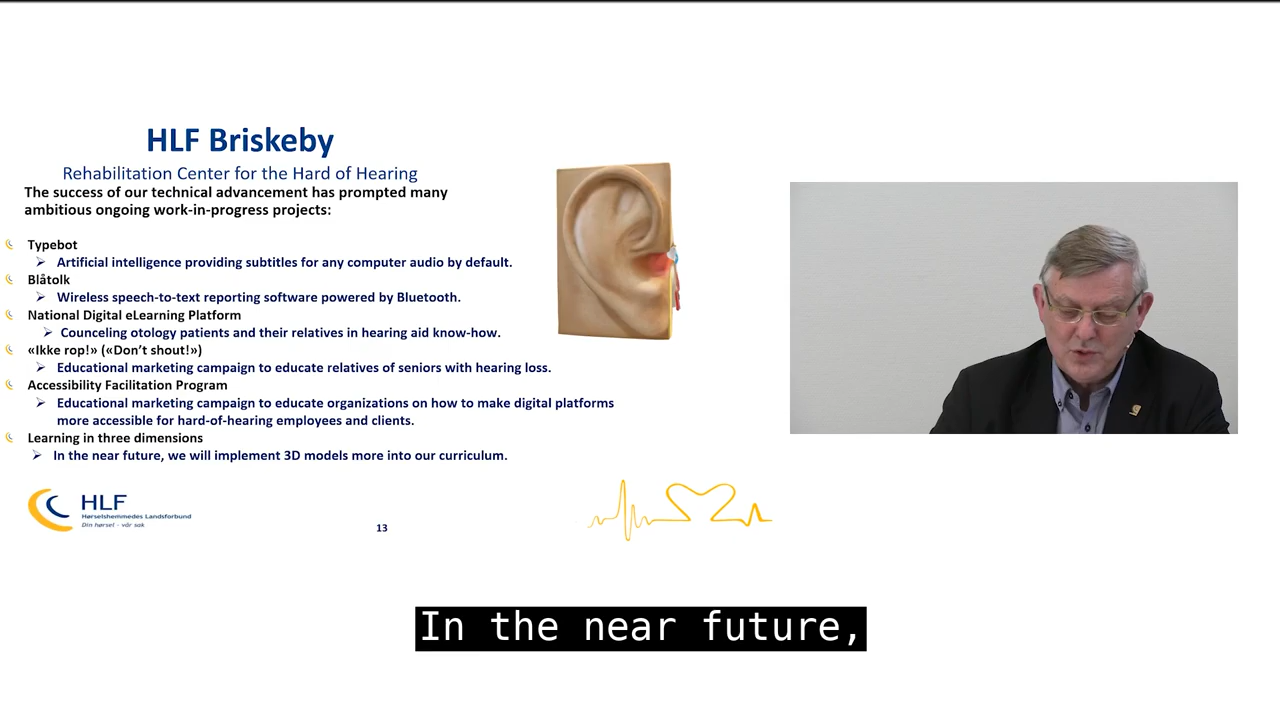 HLF Briskeby
Rehabilitation Center for the Hard of Hearing
The success of our technical advancement has prompted many
ambitious ongoing work-in-progress projects:
Typebot
Artificial intelligence providing subtitles for any computer audio by default.
Blåtolk
Wireless speech-to-text reporting software powered by Bluetooth.
National Digital eLearning Platform
Counceling otology patients and their relatives in hearing aid know-how.
«Ikke rop!» («Don't shout!»)
Educational marketing campaign to educate relatives of seniors with hearing loss.
Accessibility Facilitation Program
Educational marketing campaign to educate organizations on how to make digital platforms
more accessible for hard-of-hearing employees and clients.
Learning in three dimensions
In the near future, we will implement 3D models more into our curriculum.
HLF
Hørselshemmedes Landsforbund
Din hørsel - vår sak
13
In the near future,